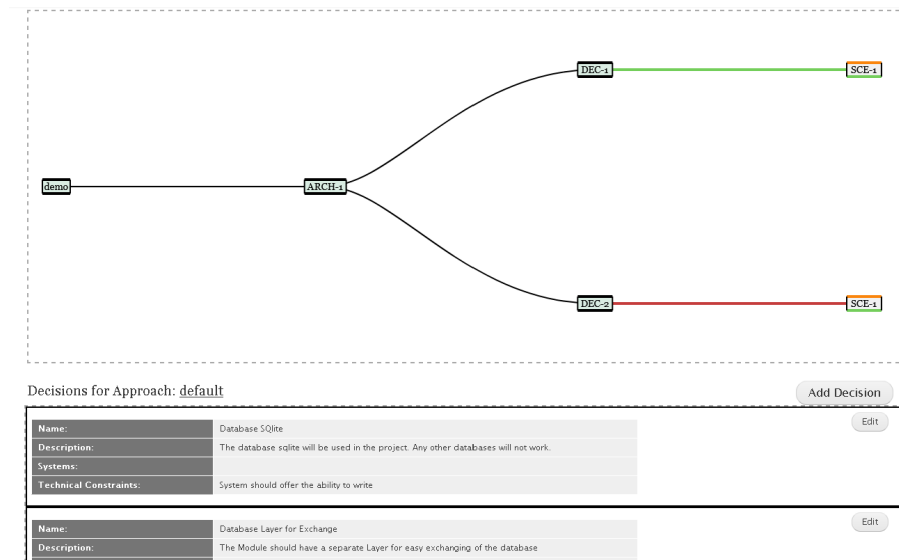 DEC-1
SCE-1
demo
ARCH-1
DEC-2
SCE-1
Decisions for Approach: default
Add Decision
Edit
Name: Database SQlite
Description: The database sqlite will be used in the project. Any other databases will not work.
Systems:
Technical Constraints: System should offer the ability to write
Edit
Name: Database Layer for Exchange
Description: The Module should have a separate Layer for easy exchanging of the database